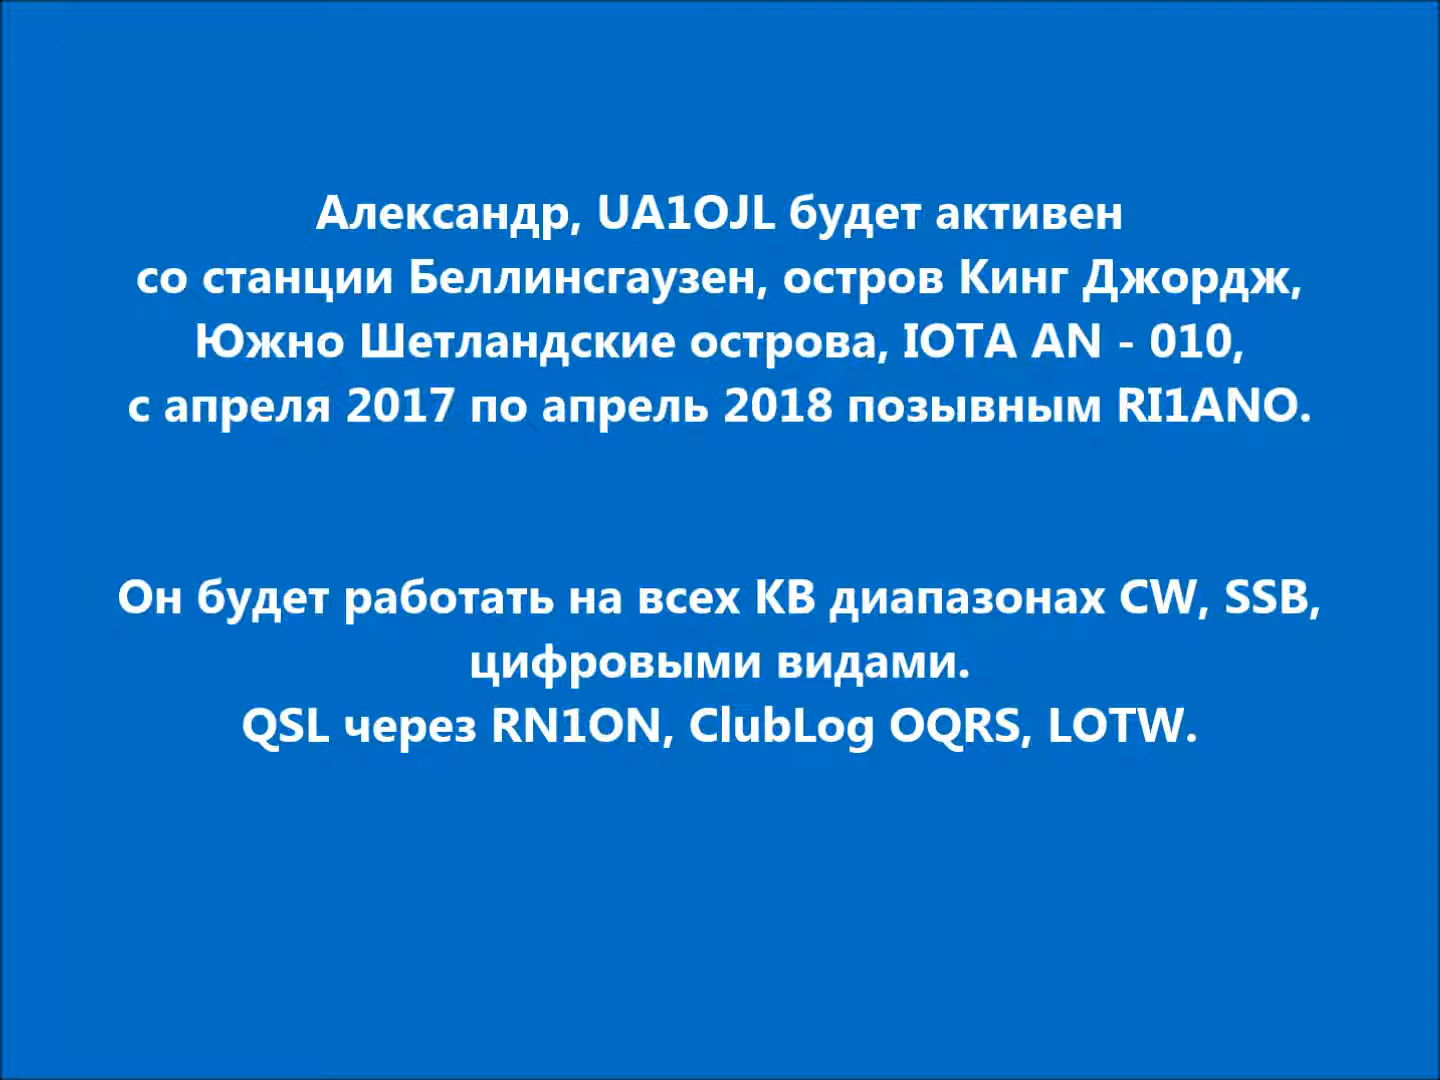 Александр, UA1OJL будет активен
со станции Беллинсгаузен, остров Кинг Джордж,
Южно Шетландские острова, IOTA AN - 010,
с апреля 2017 по апрель 2018 позывным RI1ANO.
Он будет работать на всех КВ диапазонах CW, SSB,
цифровыми видами.
QSL через RN1ON, ClubLog OQRS, LOTW.